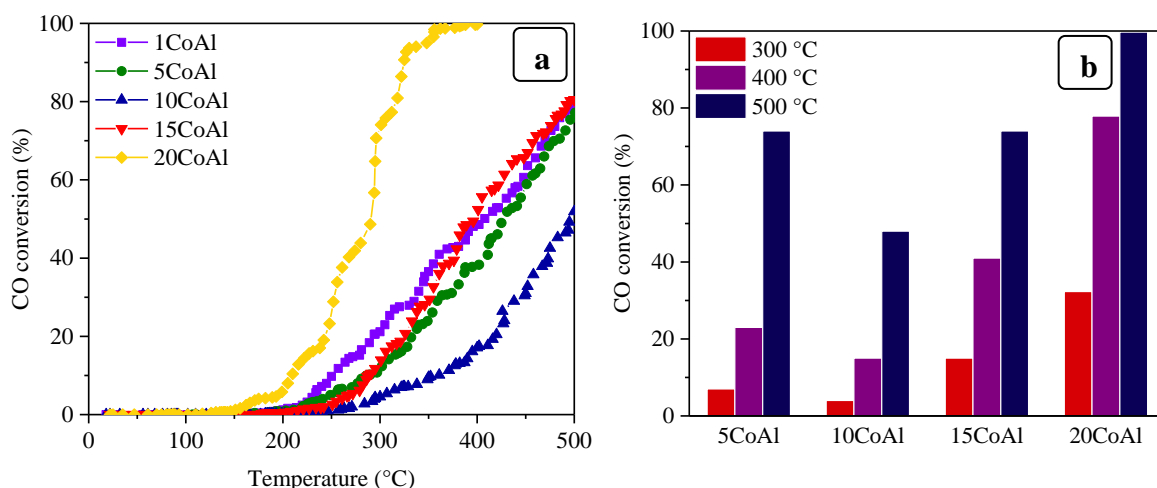 100
80
60
40
20
0
CO conversion (%)
1CoAl
5CoAl
10CoAl
15CoAl
20CoAl
a
0 100 200 300 400 500
Temperature (°C)
100
80
60
40
20
0
CO conversion (%)
300 °C
400 °C
500 °C
b
5CoAl 10CoAl 15CoAl 20CoAl